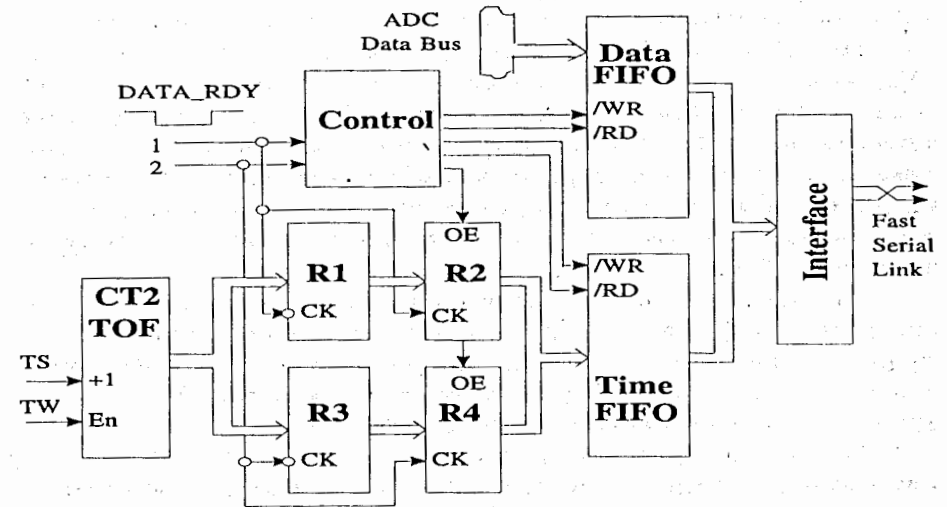 ADC
Data Bus
Data
FIFO
/WR
/RD
DATA_RDY
1
2
Control
OE
R1
CK
R2
CK
CT2
TOF
TS
+1
TW
En
R3
CK
OE
R4
CK
/WR
/RD
Time
FIFO
Interface
Fast
Serial
Link